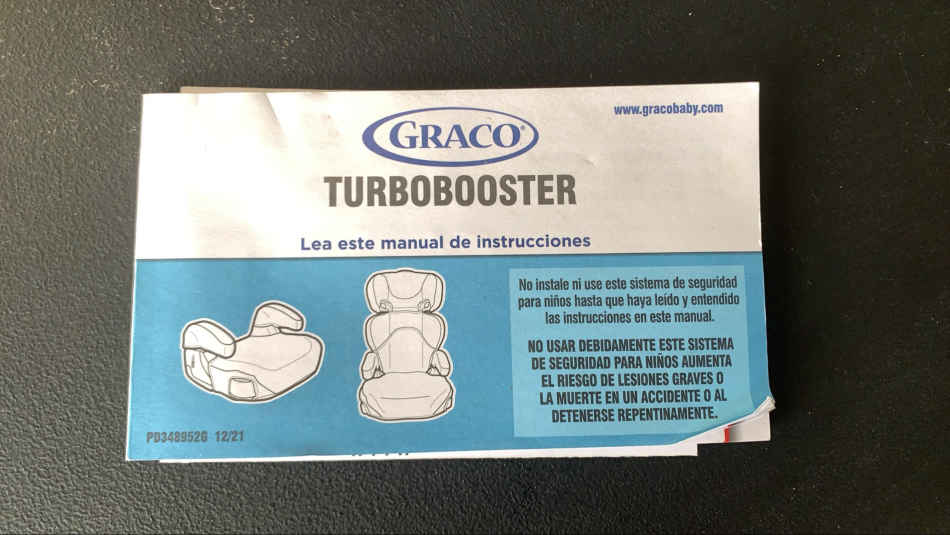 www.gracobaby.com
GRACO®
TURBOBOOSTER
Lea este manual de instrucciones
No instale ni use este sistema de seguridad
para niños hasta que haya leído y entendido
las instrucciones en este manual.
NO USAR DEBIDAMENTE ESTE SISTEMA
DE SEGURIDAD PARA NIÑOS AUMENTA
EL RIESGO DE LESIONES GRAVES O
LA MUERTE EN UN ACCIDENTE O AL
DETENERSE REPENTINAMENTE.
PD348952G 12/21